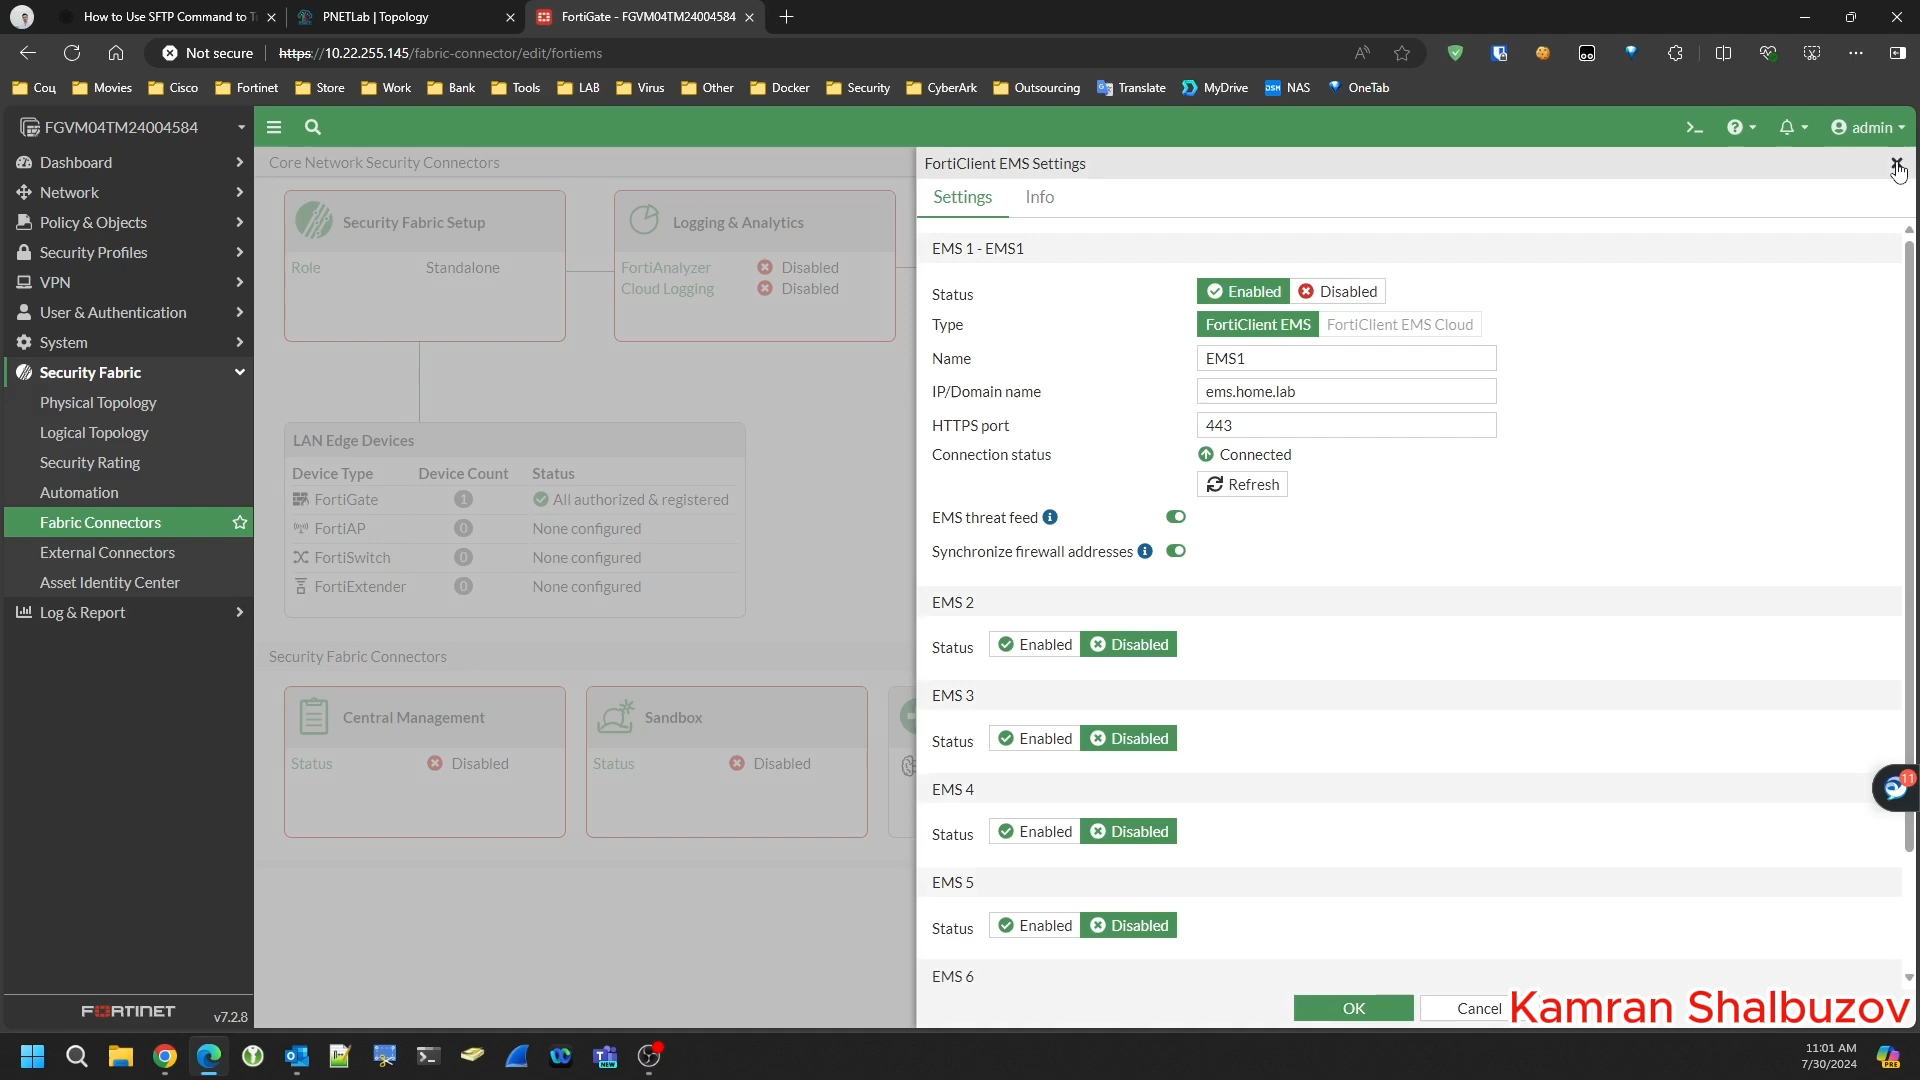 How to Use SFTP Command to
PNETLab | Topology
FortiGate - FGVM04TM24004584
Not secure
https://10.22.255.145/fabric-connector/edit/fortiems
Соц
Movies
Cisco
Fortinet
Store
Work
Bank
Tools
LAB
Virus
Other
Docker
Security
CyberArk
Outsourcing
Translate
MyDrive
DSM
NAS
OneTab
FGVM04TM24004584
admin
Dashboard
Network
Policy & Objects
Security Profiles
VPN
User & Authentication
System
Security Fabric
Physical Topology
Logical Topology
Security Rating
Automation
Fabric Connectors
External Connectors
Asset Identity Center
Log & Report
FORTINET
v7.2.8
Core Network Security Connectors
Security Fabric Setup
Role Standalone
Logging & Analytics
FortiAnalyzer Disabled
Cloud Logging Disabled
LAN Edge Devices
Device Type Device Count Status
FortiGate 1 All authorized & registered
FortiAP 0 None configured
FortiSwitch 0 None configured
FortiExtender 0 None configured
Security Fabric Connectors
Central Management
Status Disabled
Sandbox
Status Disabled
FortiClient EMS Settings
Settings Info
EMS 1 - EMS1
Status Enabled Disabled
Type FortiClient EMS FortiClient EMS Cloud
Name EMS1
IP/Domain name ems.home.lab
HTTPS port 443
Connection status Connected
Refresh
EMS threat feed
Synchronize firewall addresses
EMS 2
Status Enabled Disabled
EMS 3
Status Enabled Disabled
EMS 4
Status Enabled Disabled
EMS 5
Status Enabled Disabled
EMS 6
OK Cancel
11
Kamran Shalbuzov
NEW
11:01 AM
7/30/2024
PRE